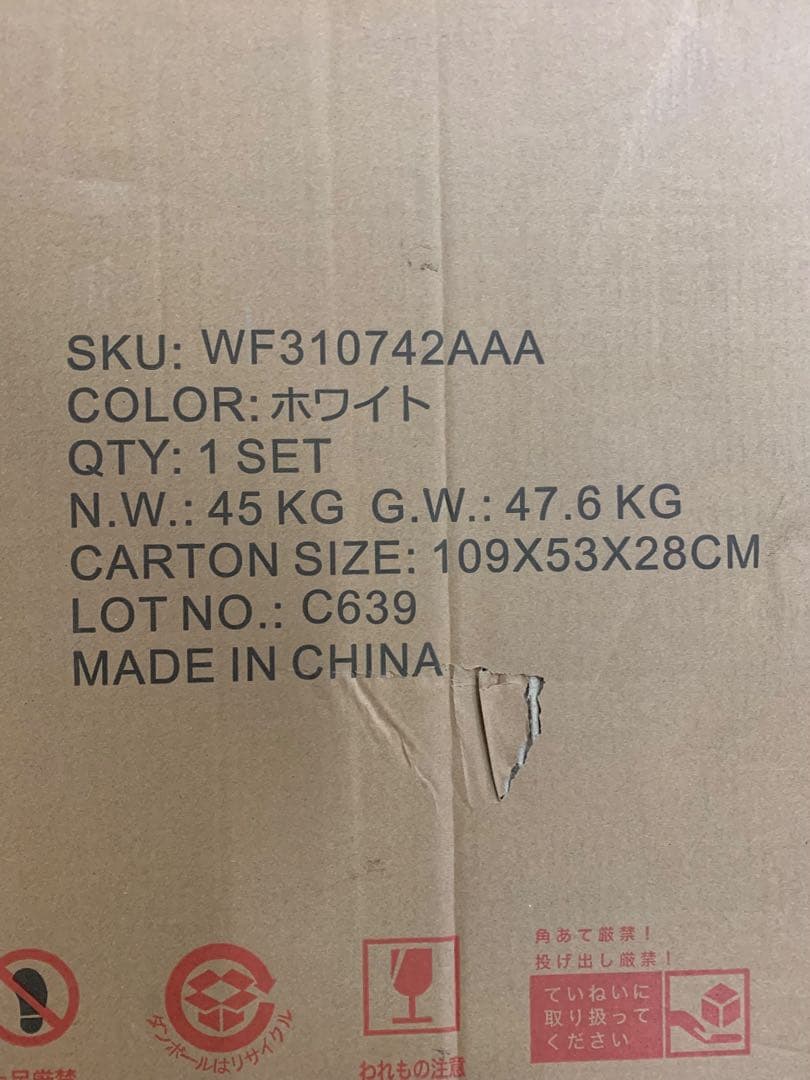 SKU: WF310742AAA
COLOR: ホワイト
QTY: 1 SET
N.W.: 45 KG G.W.: 47.6 KG
CARTON SIZE: 109X53X28CM
LOT NO.: C639
MADE IN CHINA
角あて厳禁！
投げ出し厳禁！
ていねいに
取り扱って
ください
ダンボールはリサイクル
われもの注意